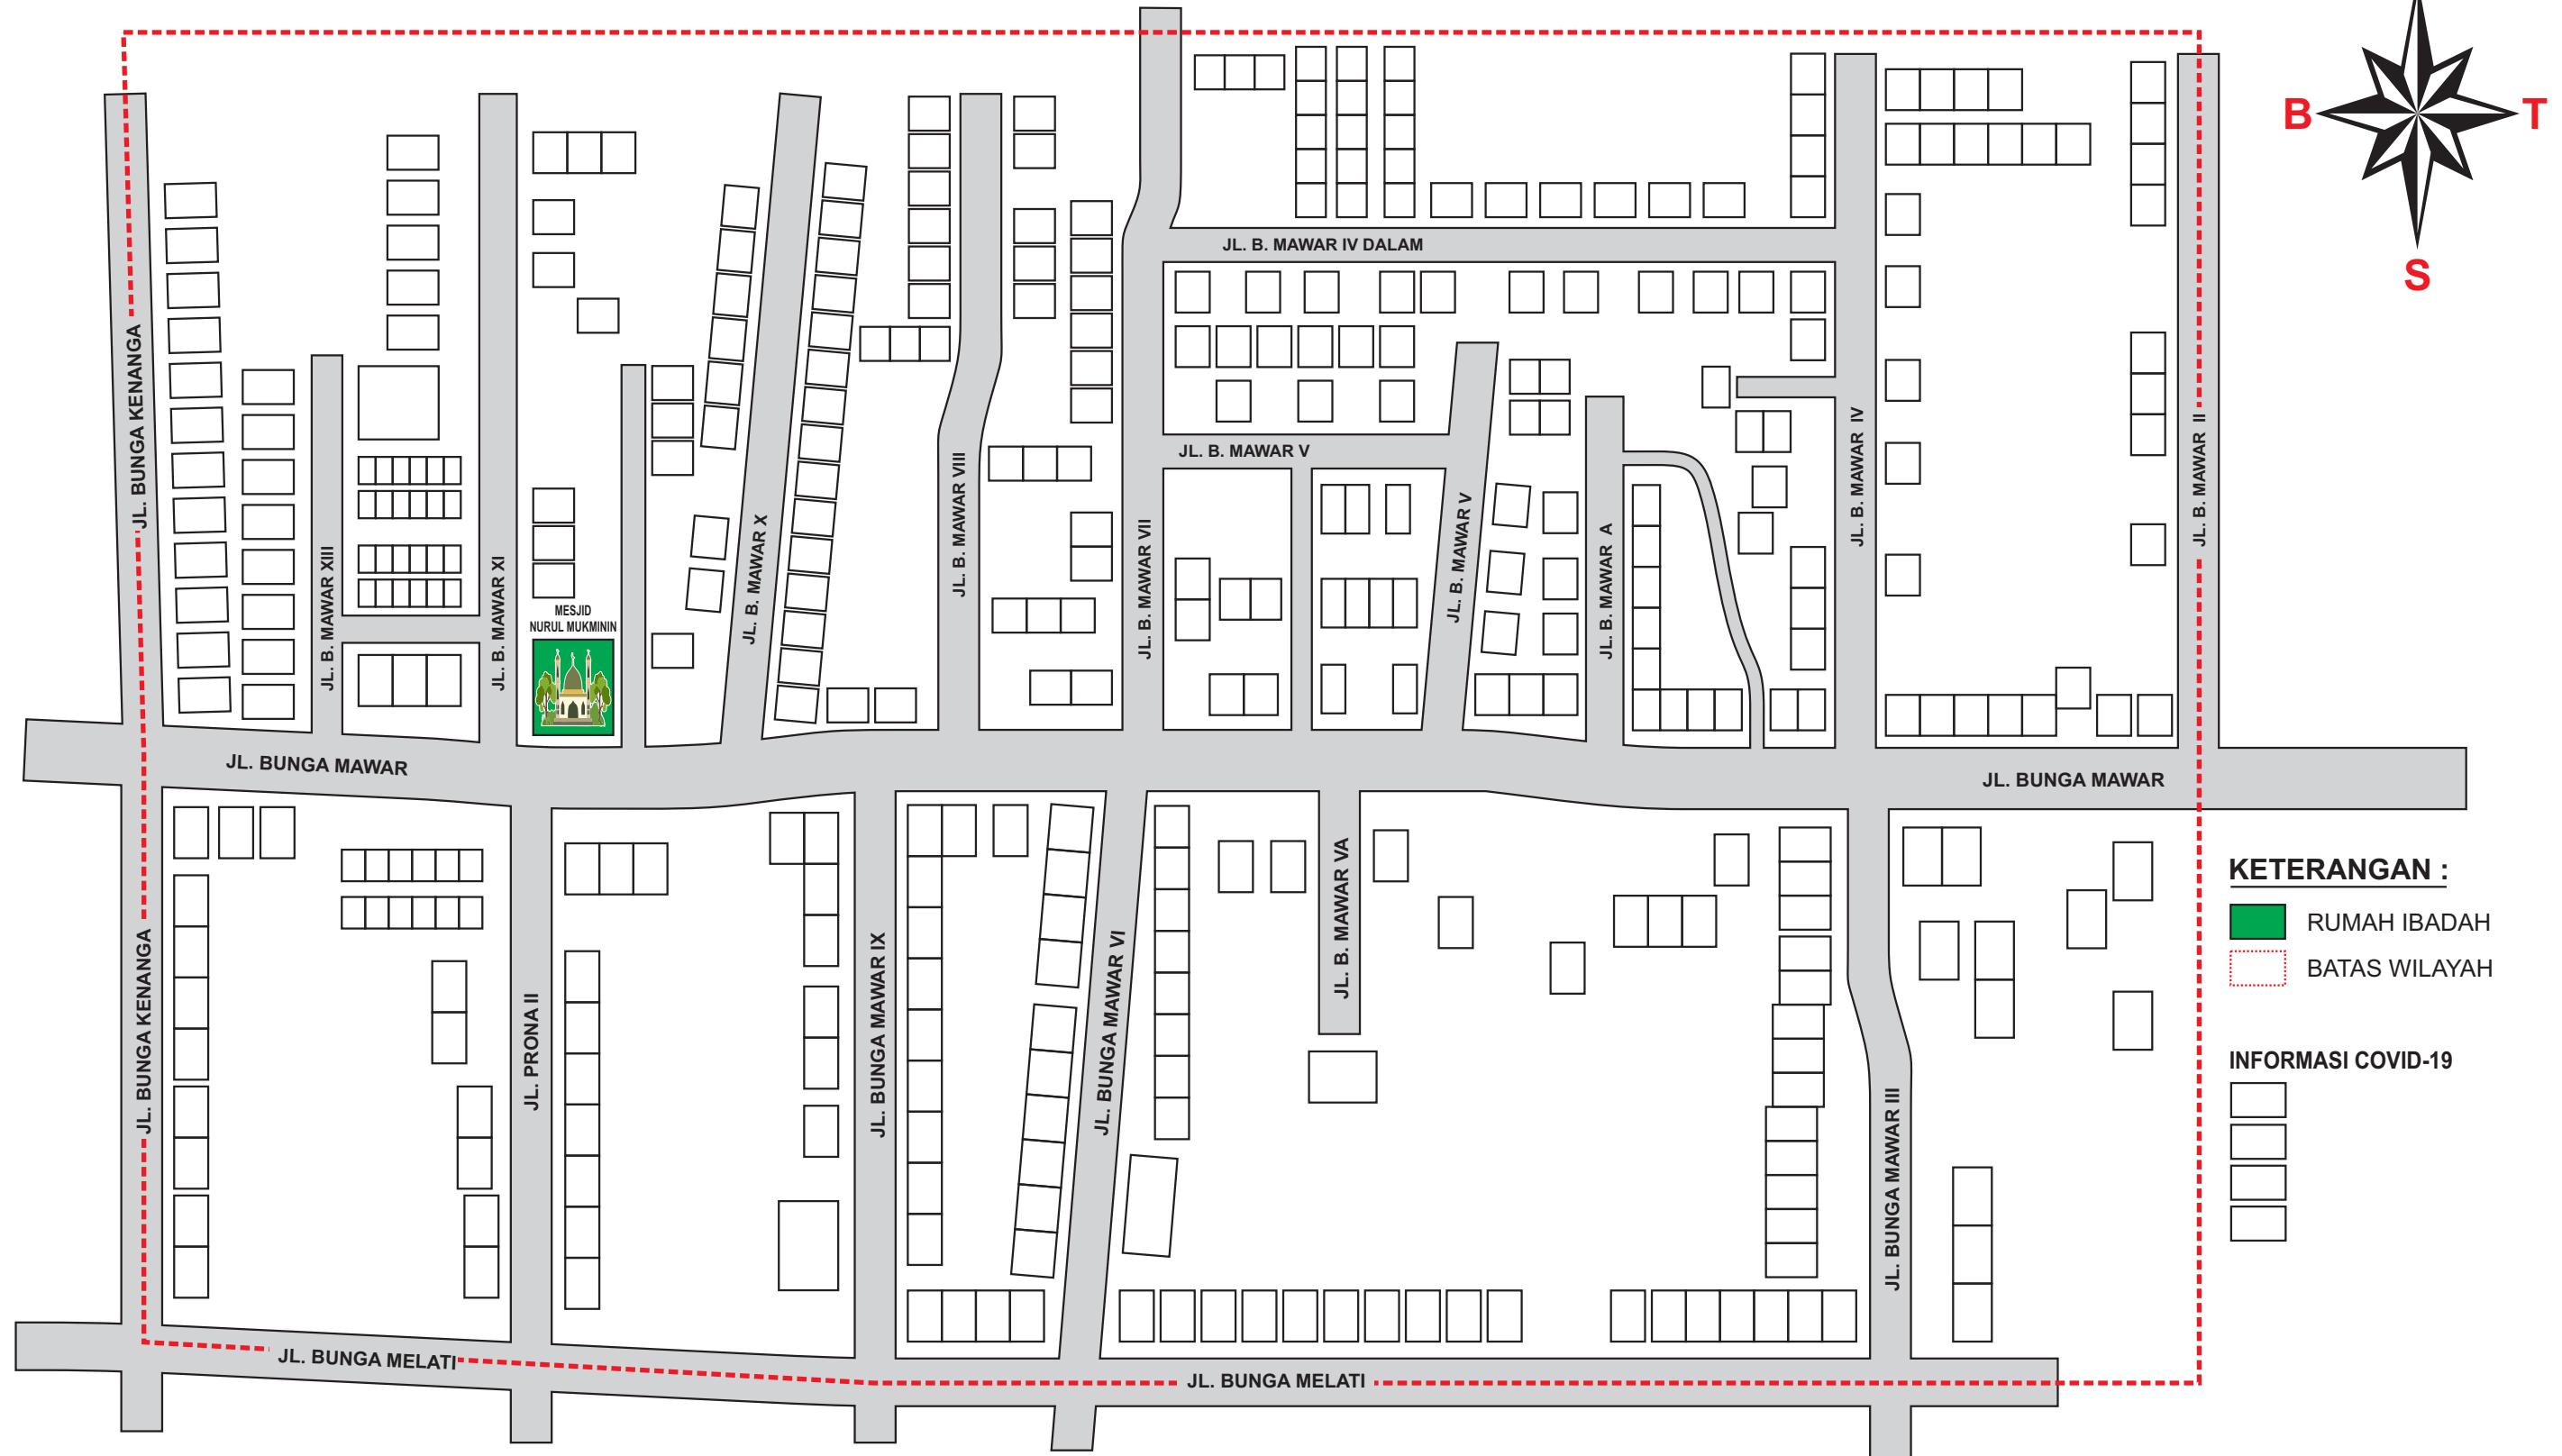 B
T
S
JL. B. MAWAR IV DALAM
JL. BUNGA KENANGA
JL. B. MAWAR XIII
JL. B. MAWAR XI
MESJID
NURUL MUKMININ
JL. B. MAWAR X
JL. B. MAWAR VIII
JL. B. MAWAR VII
JL. B. MAWAR V
JL. B. MAWAR V
JL. B. MAWAR A
JL. B. MAWAR IV
JL. B. MAWAR II
JL. BUNGA MAWAR
JL. BUNGA MAWAR
JL. BUNGA KENANGA
JL. PRONA II
JL. BUNGA MAWAR IX
JL. BUNGA MAWAR VI
JL. B. MAWAR VA
JL. BUNGA MAWAR III
JL. BUNGA MELATI
JL. BUNGA MELATI
KETERANGAN :
RUMAH IBADAH
BATAS WILAYAH
INFORMASI COVID-19